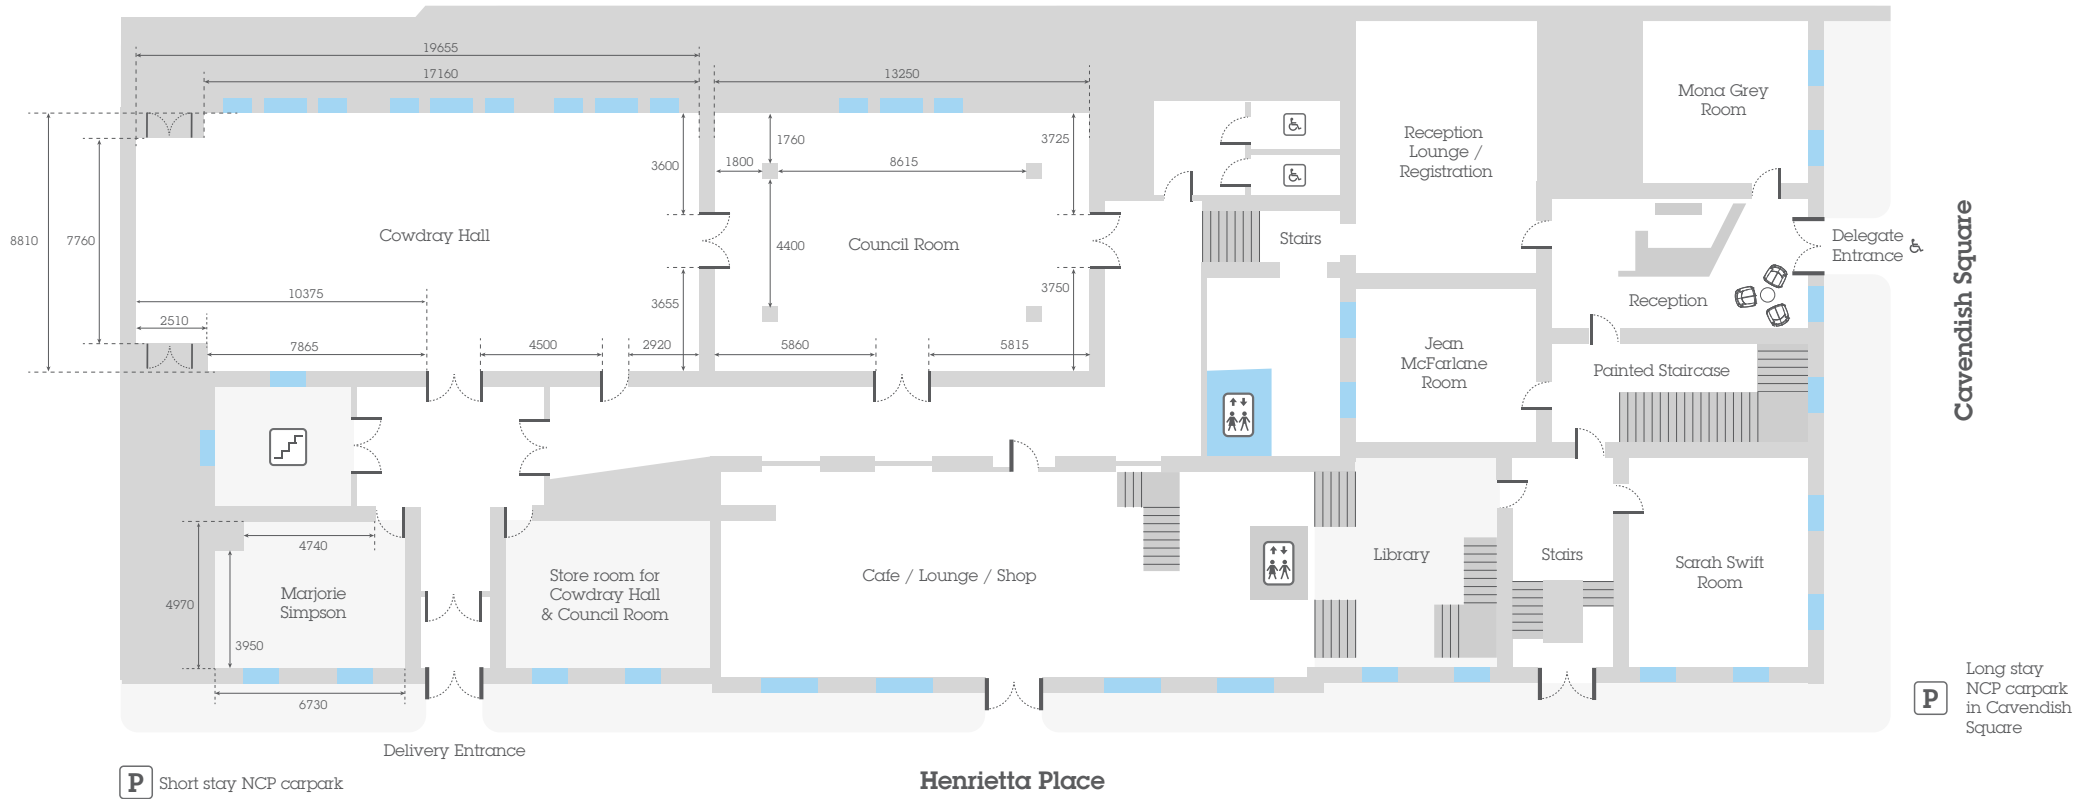 19655
17160
13250
Mona Grey
Room
Reception
Lounge /
Registration
1760
3725
1800
8615
3600
8810
7760
Cowdray Hall
4400
Council Room
Stairs
Delegate
Entrance
Cavendish Square
10375
3655
3750
Reception
2510
7865
4500
2920
5860
5815
Jean
McFarlane
Room
Painted Staircase
4740
4970
3950
Marjorie
Simpson
Store room for
Cowdray Hall
& Council Room
Cafe / Lounge / Shop
Library
Stairs
Sarah Swift
Room
6730
Delivery Entrance
P
Short stay NCP carpark
Henrietta Place
P
Long stay
NCP carpark
in Cavendish
Square